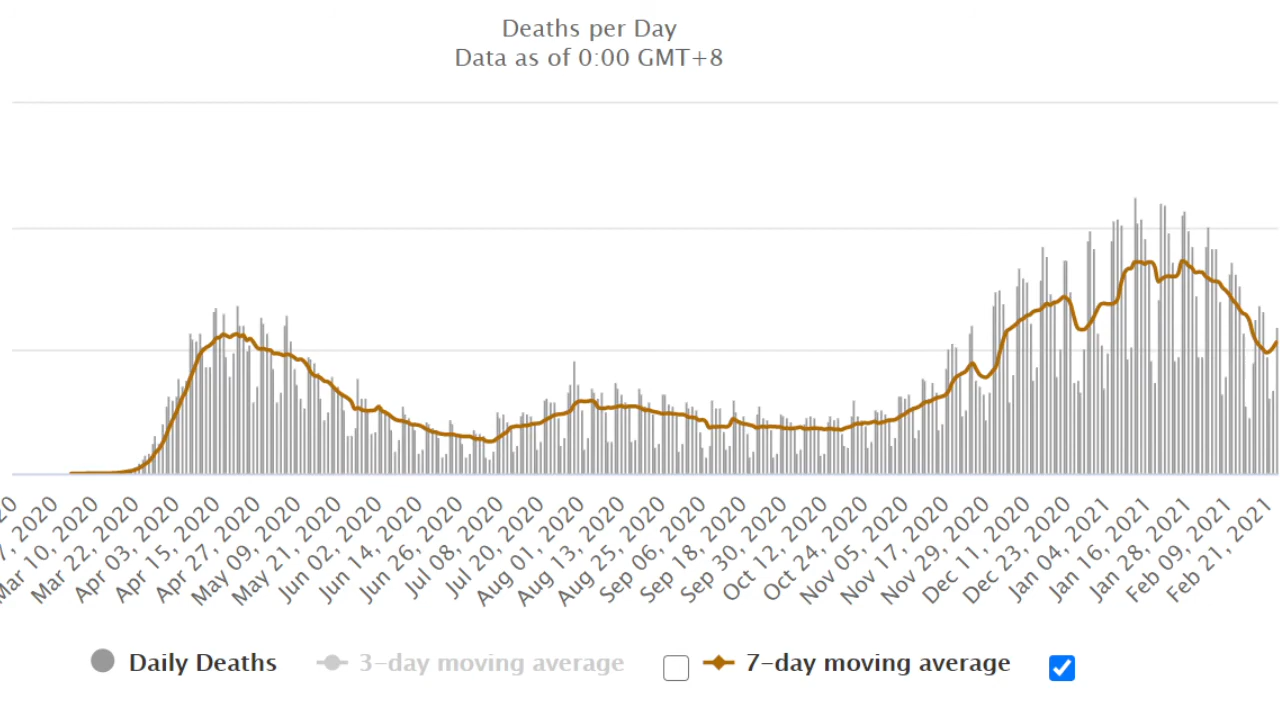 Deaths per Day
Data as of 0:00 GMT+8
Mar 10, 2020
Mar 22, 2020
Apr 03, 2020
Apr 15, 2020
Apr 27, 2020
May 09, 2020
May 21, 2020
Jun 02, 2020
Jun 14, 2020
Jun 26, 2020
Jul 08, 2020
Jul 20, 2020
Aug 01, 2020
Aug 13, 2020
Aug 25, 2020
Sep 06, 2020
Sep 18, 2020
Sep 30, 2020
Oct 12, 2020
Oct 24, 2020
Nov 05, 2020
Nov 17, 2020
Nov 29, 2020
Dec 11, 2020
Dec 23, 2020
Jan 04, 2021
Jan 16, 2021
Jan 28, 2021
Feb 09, 2021
Feb 21, 2021
Daily Deaths 3-day moving average 7-day moving average